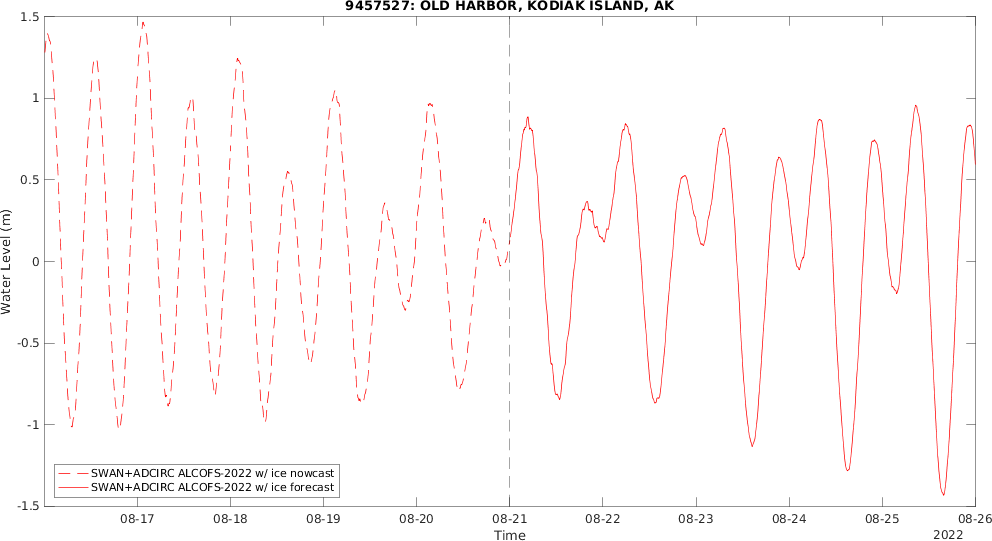 9457527: OLD HARBOR, KODIAK ISLAND, AK
1.5
1
0.5
0
-0.5
-1
-1.5
Water Level (m)
SWAN+ADCIRC ALCOFS-2022 w/ ice nowcast
SWAN+ADCIRC ALCOFS-2022 w/ ice forecast
08-17 08-18 08-19 08-20 08-21 08-22 08-23 08-24 08-25 08-26
Time
2022